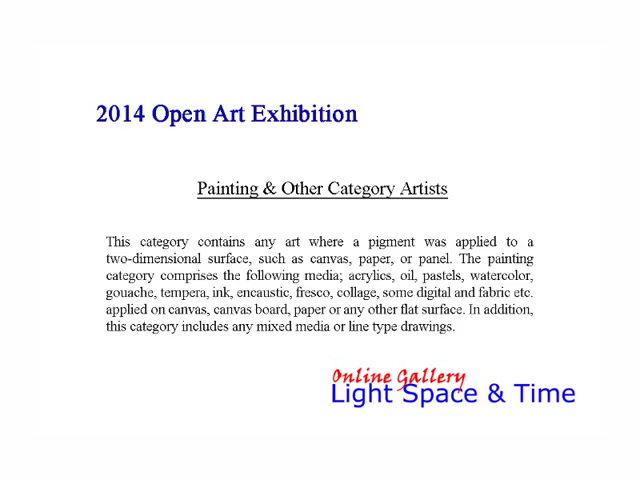 2014 Open Art Exhibition
Painting & Other Category Artists
This category contains any art where a pigment was applied to a
two-dimensional surface, such as canvas, paper, or panel. The painting
category comprises the following media; acrylics, oil, pastels, watercolor,
gouache, tempera, ink, encaustic, fresco, collage, some digital and fabric etc.
applied on canvas, canvas board, paper or any other flat surface. In addition,
this category includes any mixed media or line type drawings.
Online Gallery
Light Space & Time